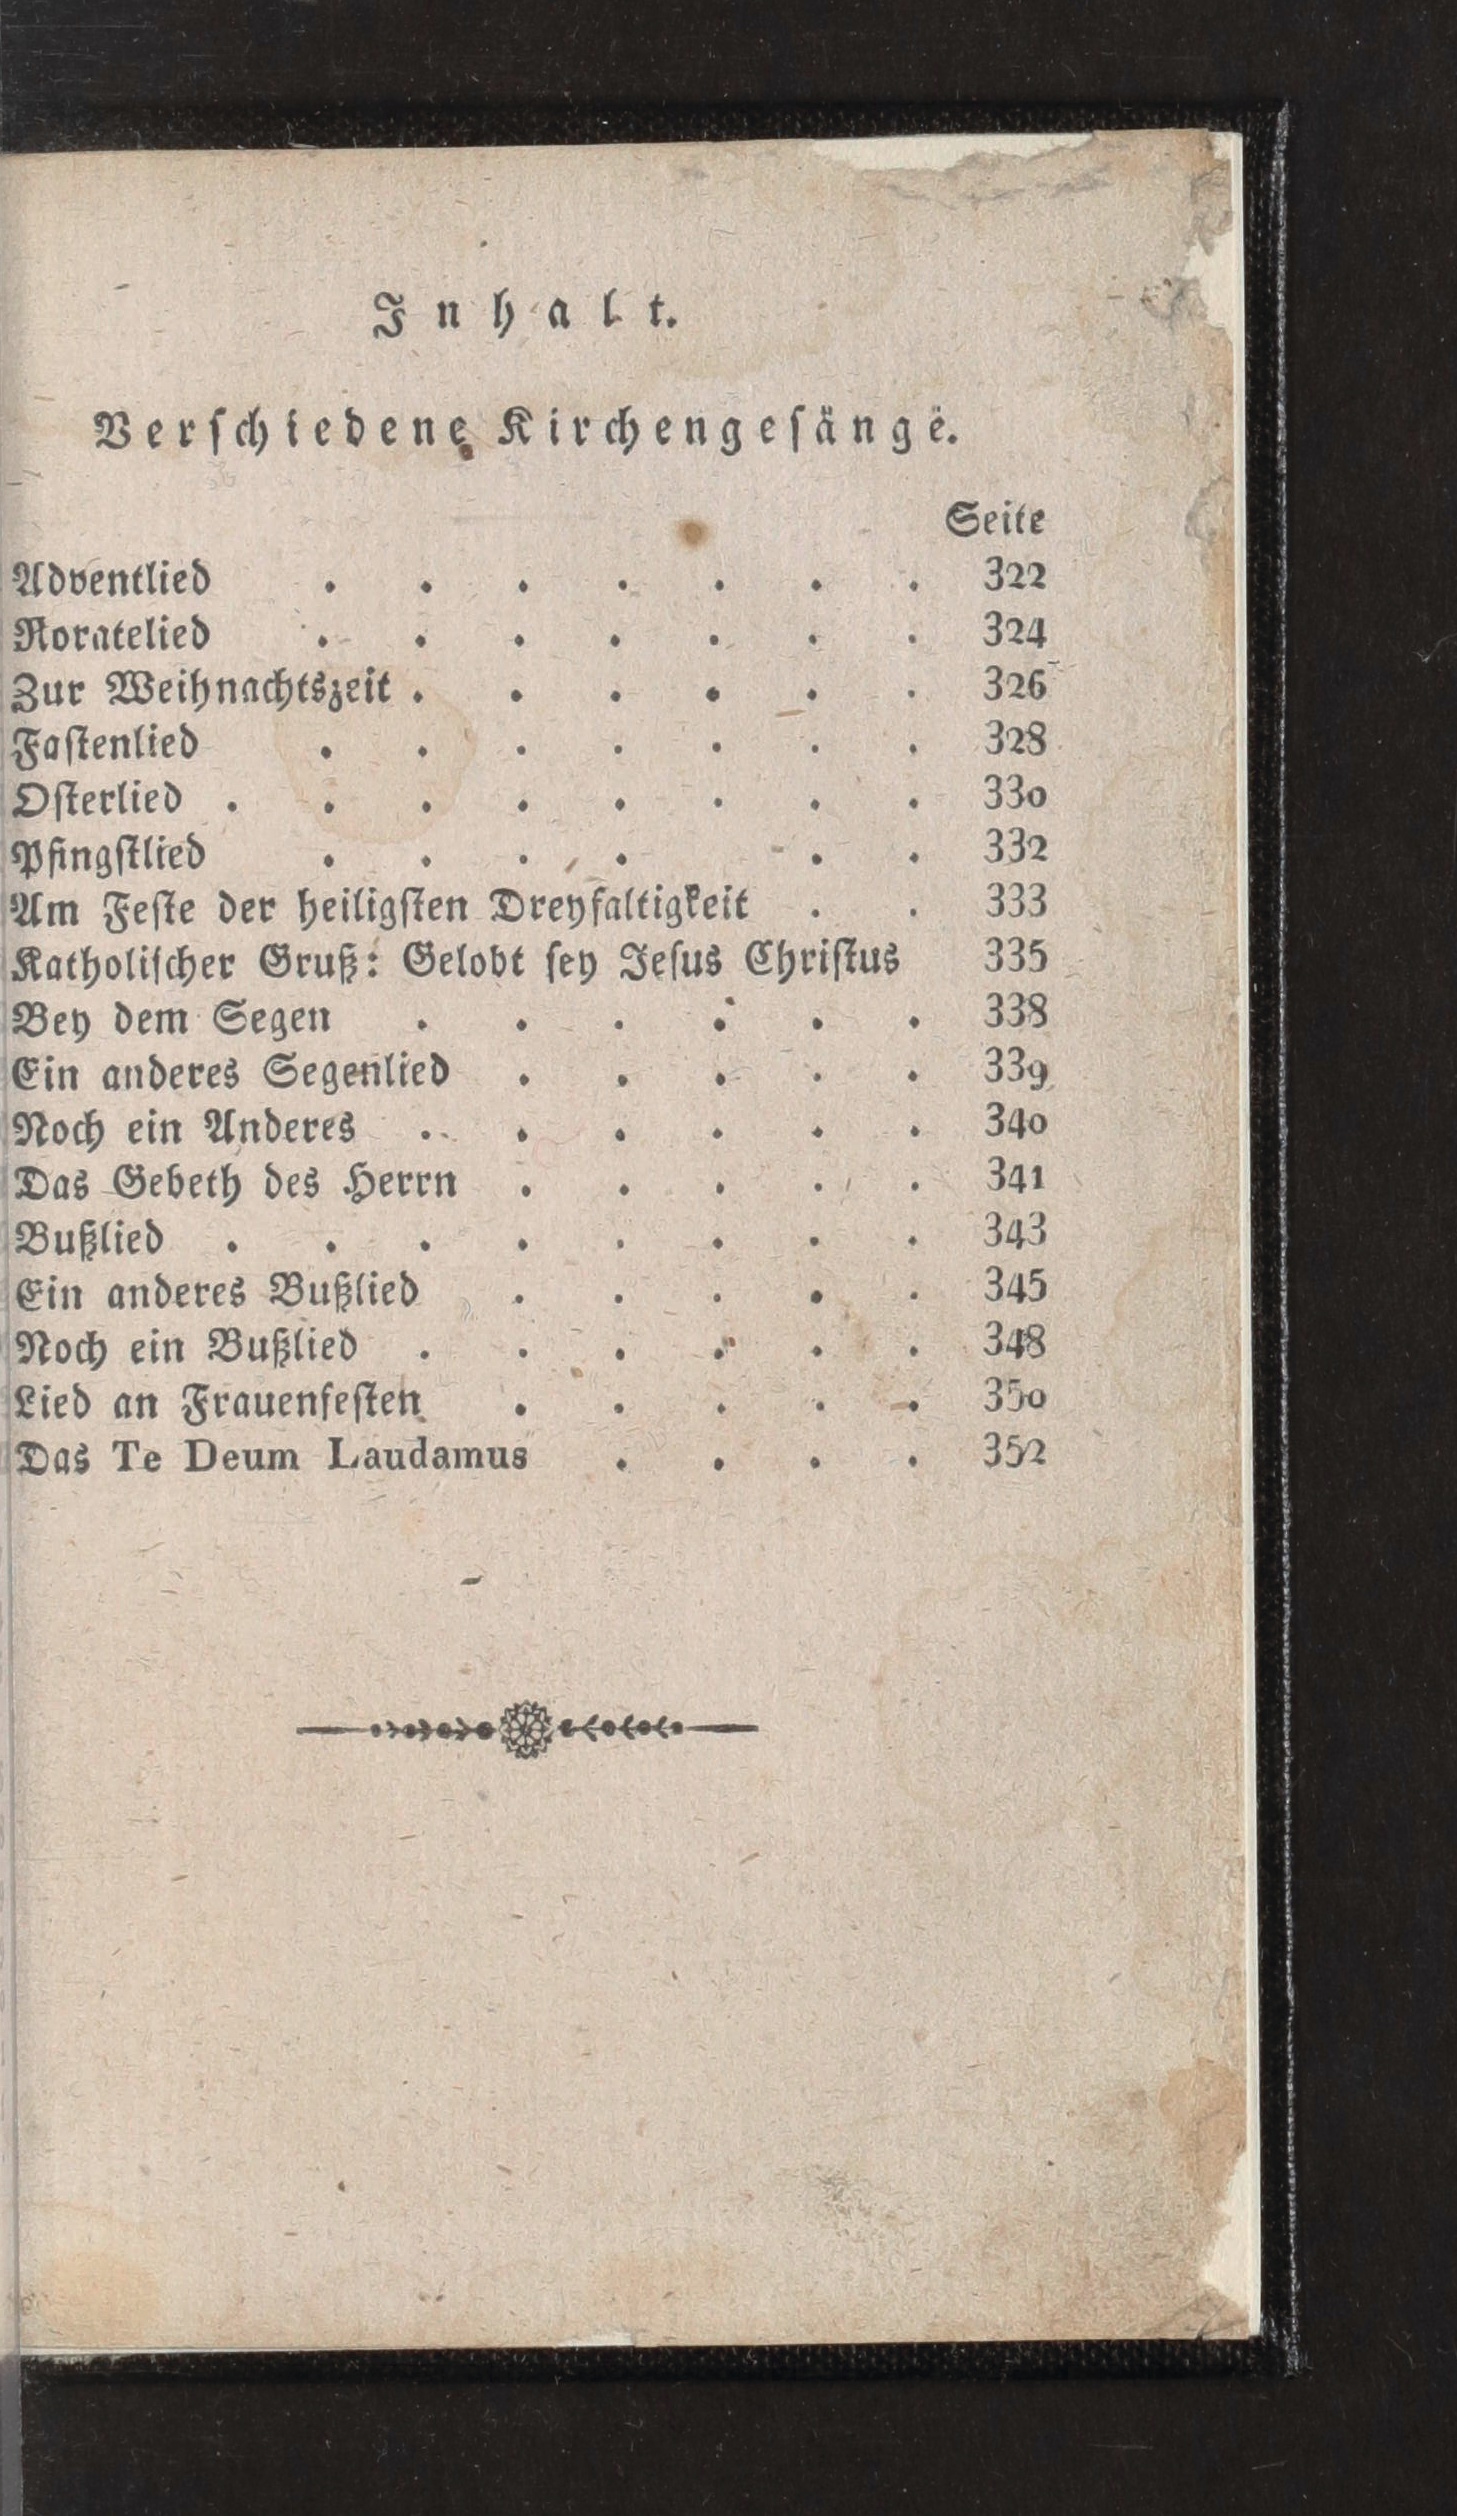 Inhalt.
Verschiedene Kirchengesänge.
Seite
Adventlied . . . . . . . 322
Roratelied . . . . . . . 324
Zur Weihnachtszeit . . . . . . 326
Fastenlied . . . . . . . 328
Osterlied . . . . . . . . 330
Pfingstlied . . . . . . 332
Am Feste der heiligsten Dreyfaltigkeit . . 333
Katholischer Gruß: Gelobt sey Jesus Christus 335
Bey dem Segen . . . . . . 338
Ein anderes Segenlied . . . . . 339
Noch ein Anderes . . . . . . 340
Das Gebeth des Herrn . . . . . 341
Bußlied . . . . . . . . 343
Ein anderes Bußlied . . . . . 345
Noch ein Bußlied . . . . . . 348
Lied an Frauenfesten . . . . . 350
Das Te Deum Laudamus . . . . 352